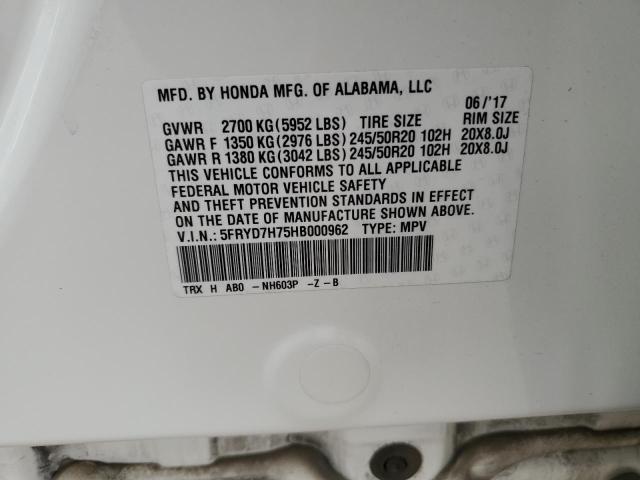 MFD. BY HONDA MFG. OF ALABAMA, LLC
06/'17
GVWR 2700 KG(5952 LBS) TIRE SIZE RIM SIZE
GAWR F 1350 KG(2976 LBS)245/50R20 102H 20X8.0J
GAWR R 1380 KG(3042 LBS)245/50R20 102H 20X8.0J
THIS VEHICLE CONFORMS TO ALL APPLICABLE
FEDERAL MOTOR VEHICLE SAFETY
AND THEFT PREVENTION STANDARDS IN EFFECT
ON THE DATE OF MANUFACTURE SHOWN ABOVE.
V.I.N.: 5FRYD7H75HB000962 TYPE: MPV
TRX H AB0 -NH603P -Z-B